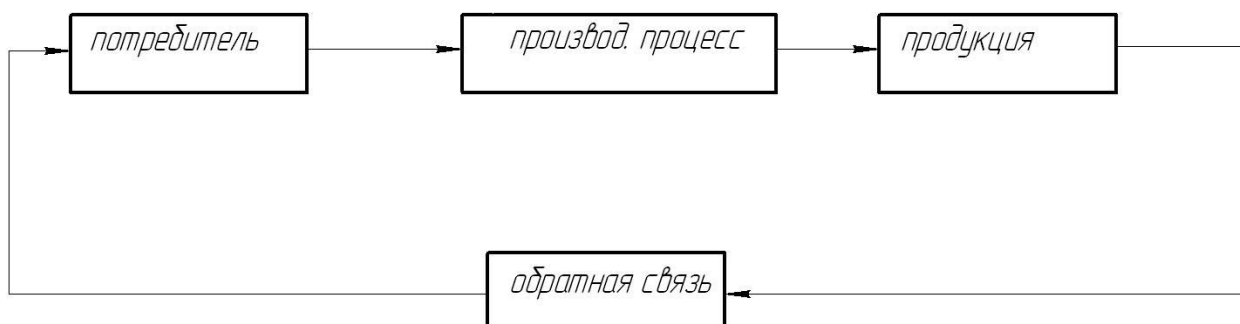 потребитель
производ. процесс
продукция
обратная связь